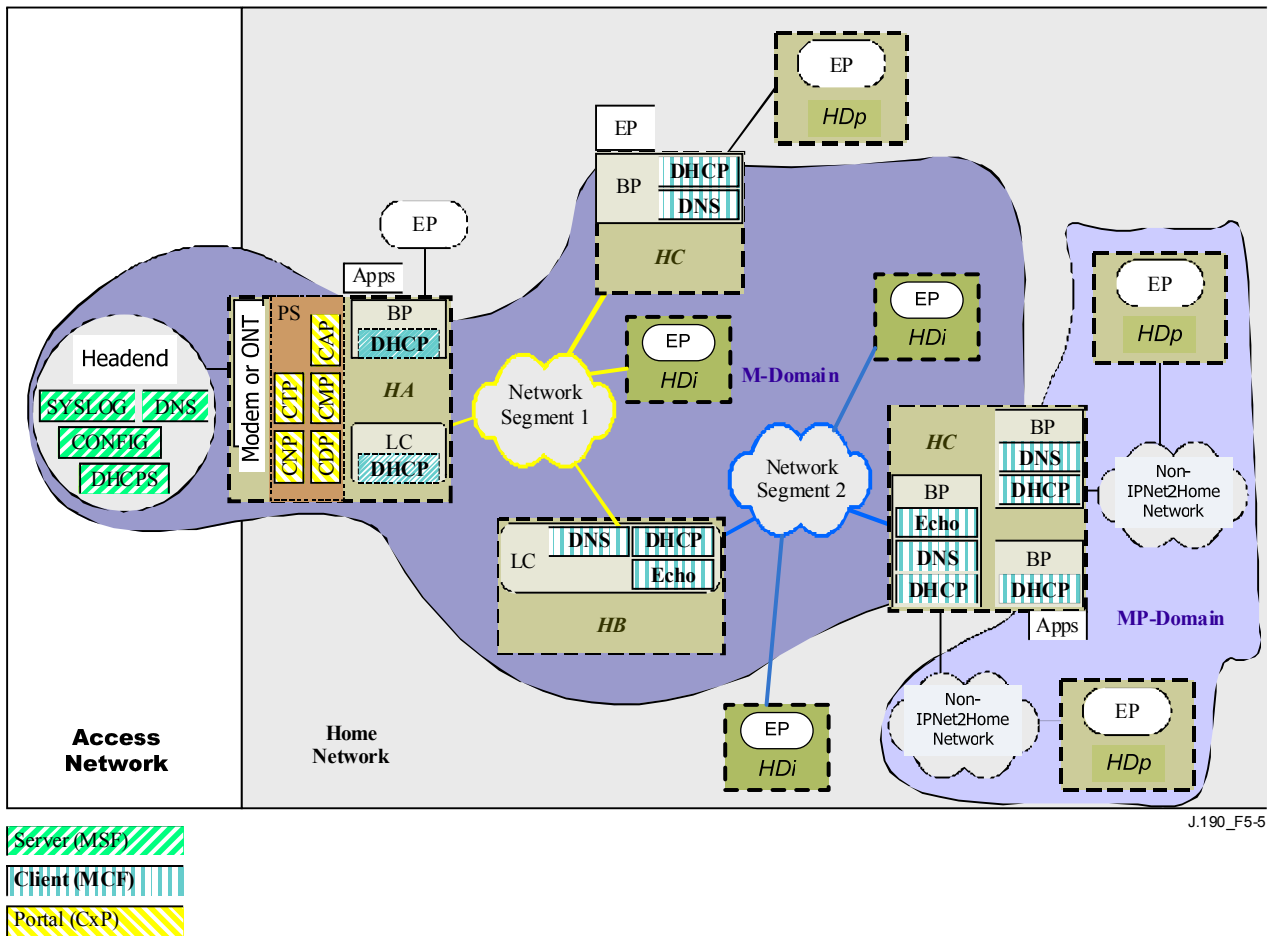 EP
HDp
EP
BP
DHCP
DNS
HC
EP
Apps
Headend
SYSLOG
DNS
CONFIG
DHCPS
Modem or ONT
PS
CAP
CTP
CMP
CNP
CDP
BP
DHCP
HA
LC
DHCP
Network
Segment 1
EP
HDi
M-Domain
EP
HDi
EP
HDp
Network
Segment 2
HC
BP
DNS
DHCP
BP
Echo
DNS
DHCP
BP
DHCP
Apps
Non-
IPNet2Home
Network
MP-Domain
LC
DNS
DHCP
Echo
HB
Non-
IPNet2Home
Network
EP
HDp
EP
HDi
Access
Network
Home
Network
J.190_F5-5
Server (MSF)
Client (MCF)
Portal (CxP)